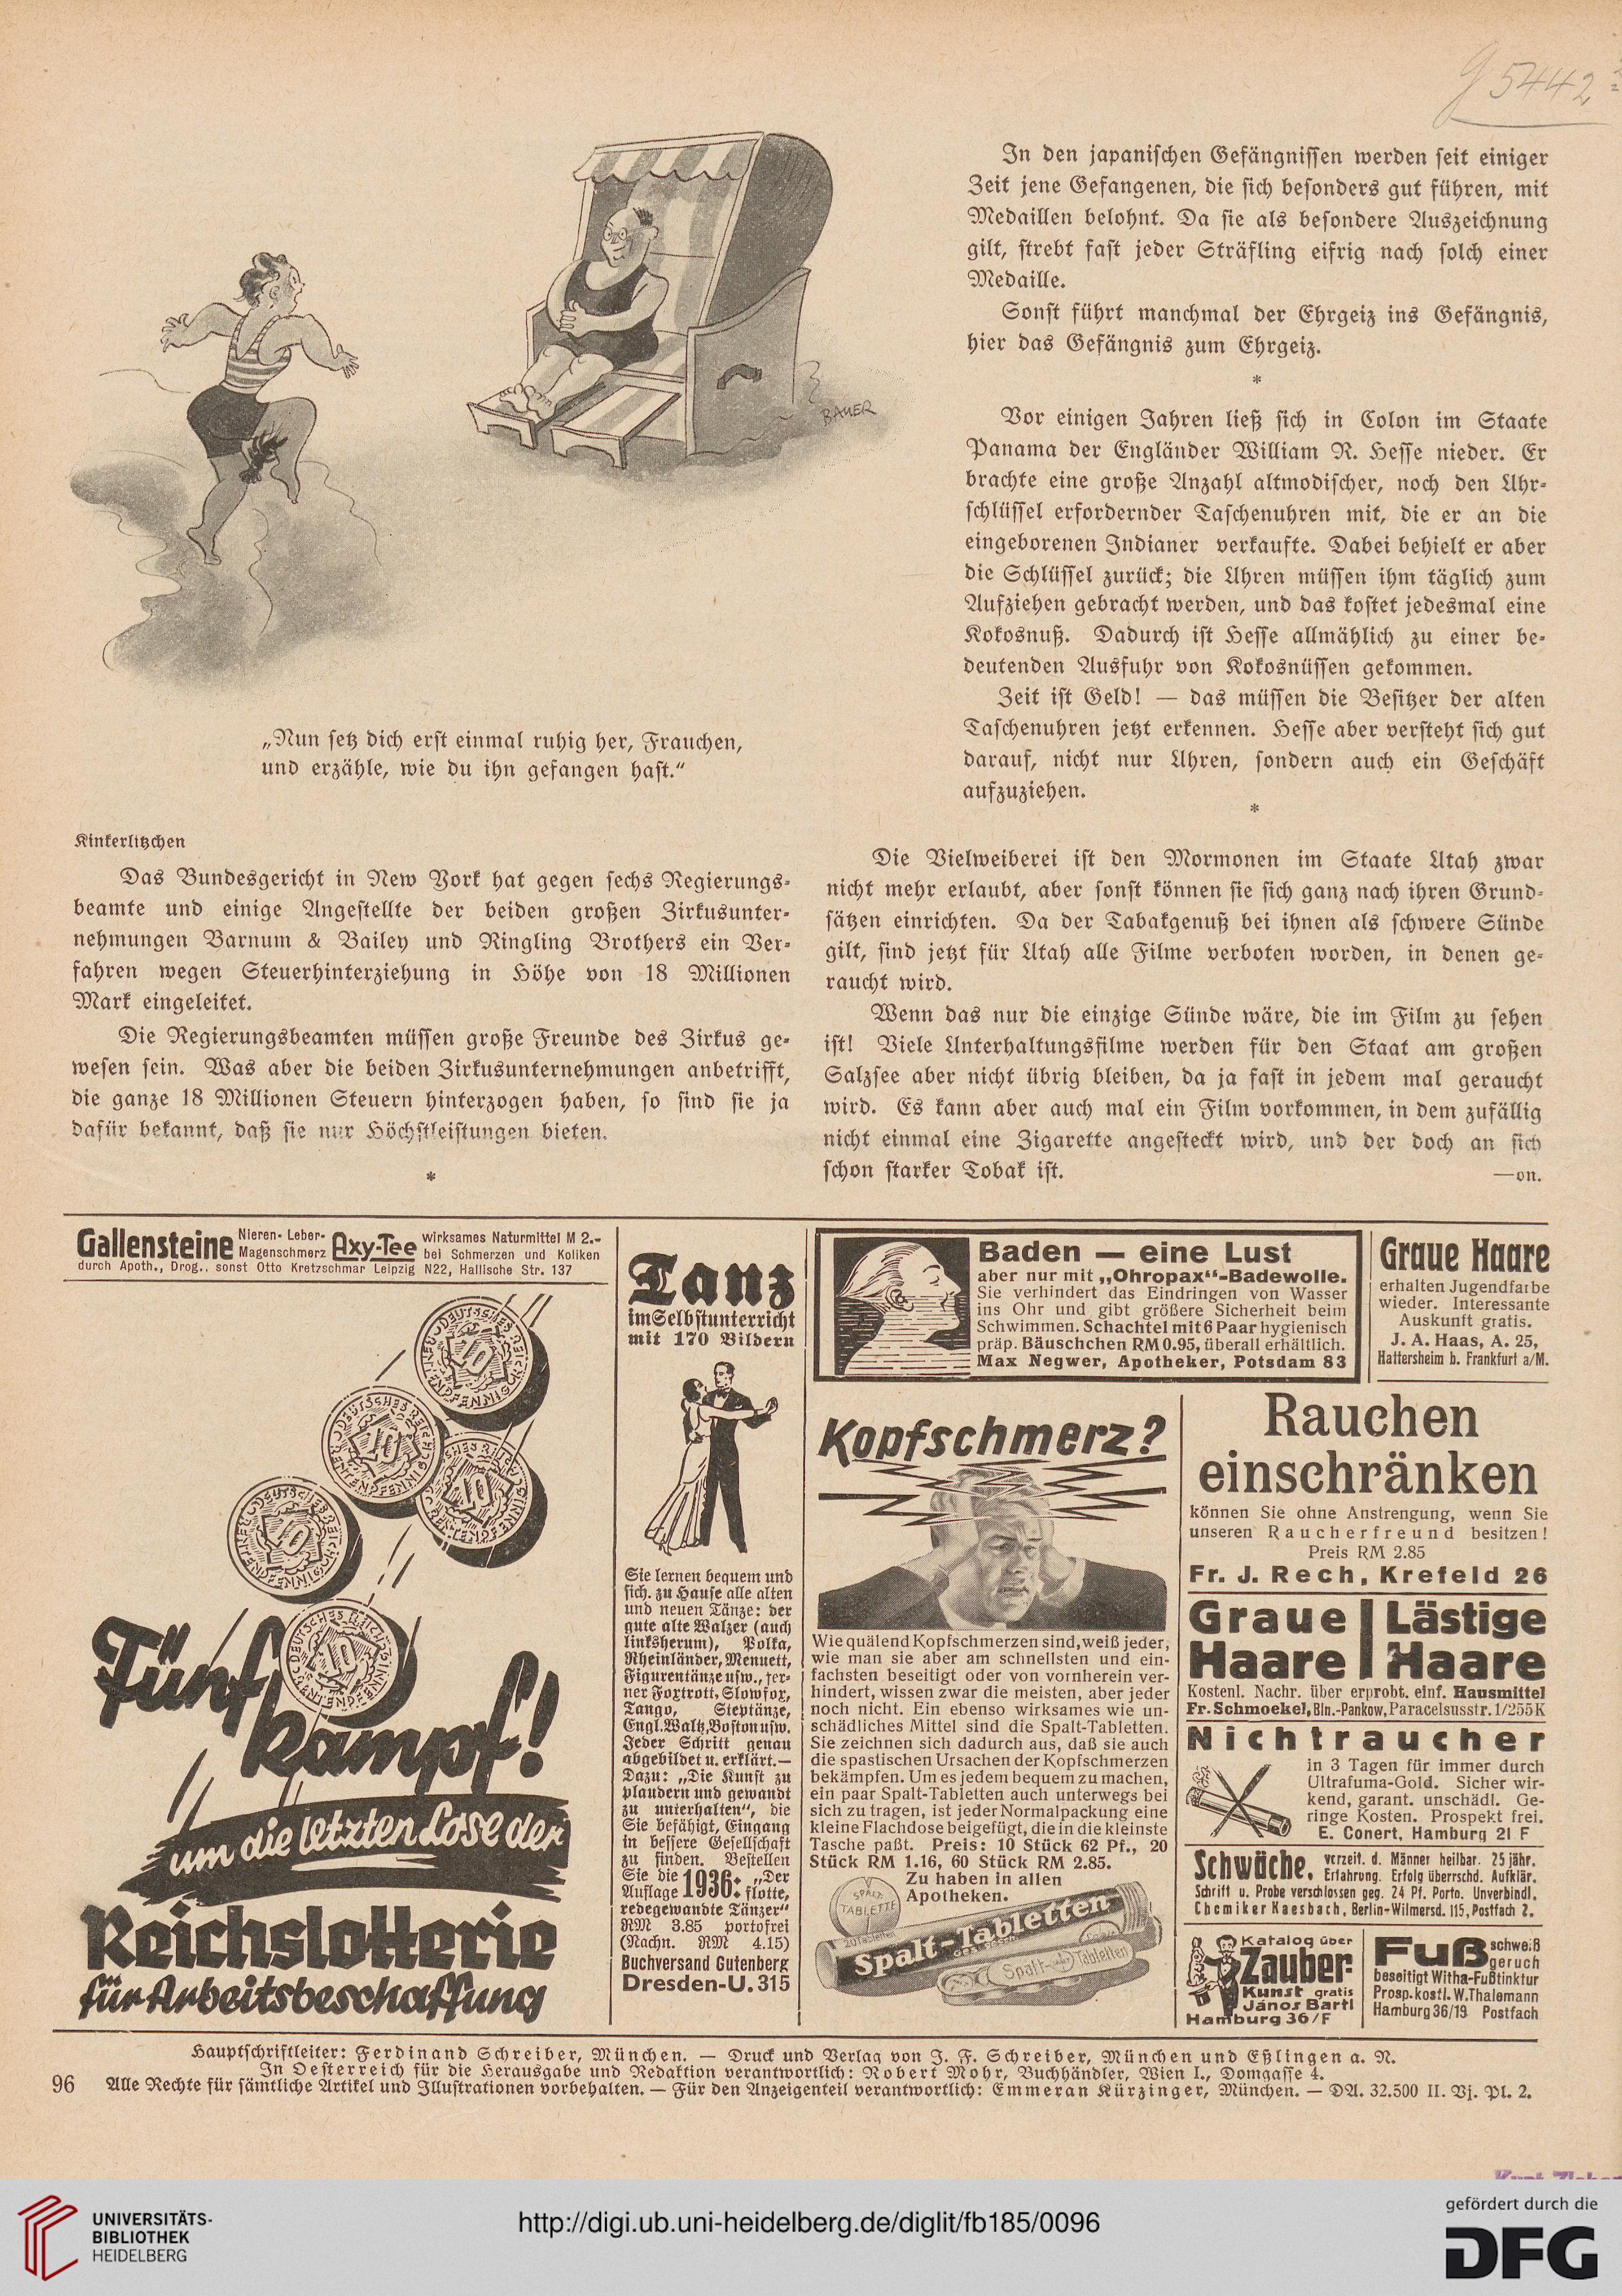 g 5442
BAUER
„Nun setz dich erst einmal ruhig her, Frauchen,
und erzähle, wie du ihn gefangen hast.“
In den japanischen Gefängnissen werden seit einiger
Zeit jene Gefangenen, die sich besonders gut führen, mit
Medaillen belohnt. Da sie als besondere Auszeichnung
gilt, strebt fast jeder Sträfling eifrig nach solch einer
Medaille.
Sonst führt manchmal der Ehrgeiz ins Gefängnis,
hier das Gefängnis zum Ehrgeiz.
*
Vor einigen Jahren ließ sich in Colon im Staate
Panama der Engländer William R. Hesse nieder. Er
brachte eine große Anzahl altmodischer, noch den Uhr-
schlüssel erfordernder Taschenuhren mit, die er an die
eingeborenen Indianer verkaufte. Dabei behielt er aber
die Schlüssel zurück; die Uhren müssen ihm täglich zum
Aufziehen gebracht werden, und das kostet jedesmal eine
Kokosnuß. Dadurch ist Hesse allmählich zu einer be-
deutenden Ausfuhr von Kokosnüssen gekommen.
Zeit ist Geld! — das müssen die Besitzer der alten
Taschenuhren jetzt erkennen. Hesse aber versteht sich gut
darauf, nicht nur Uhren, sondern auch ein Geschäft
aufzuziehen.
*
Kinkerlitzchen
Das Bundesgericht in New York hat gegen sechs Regierungs-
beamte und einige Angestellte der beiden großen Zirkusunter-
nehmungen Barnum & Bailey und Ringling Brothers ein Ver-
fahren wegen Steuerhinterziehung in Höhe von 18 Millionen
Mark eingeleitet.
Die Regierungsbeamten müssen große Freunde des Zirkus ge-
wesen sein. Was aber die beiden Zirkusunternehmungen anbetrifft,
die ganze 18 Millionen Steuern hinterzogen haben, so sind sie ja
dafür bekannt, daß sie nur Höchstleistungen bieten.
*
Die Vielweiberei ist den Mormonen im Staate Utah zwar
nicht mehr erlaubt, aber sonst können sie sich ganz nach ihren Grund-
sätzen einrichten. Da der Tabakgenuß bei ihnen als schwere Sünde
gilt, sind jetzt für Utah alle Filme verboten worden, in denen ge-
raucht wird.
Wenn das nur die einzige Sünde wäre, die im Film zu sehen
ist! Viele Unterhaltungsfilme werden für den Staat am großen
Salzsee aber nicht übrig bleiben, da ja fast in jedem mal geraucht
wird. Es kann aber auch mal ein Film vorkommen, in dem zufällig
nicht einmal eine Zigarette angesteckt wird, und der doch an sich
schon starker Tobak ist. —on.
Gallensteine Nieren- Leber- Magenschmerz Axy-Tee wirksames Naturmittel M 2.-
bei Schmerzen und Koliken
durch Apoth., Drog., sonst Otto Kretzschmar Leipzig N22, Hallische Str. 137
DEUTSCHES REICH 10 RENTENPFENNIG
DEUTSCHES REICH 10 RENTENPFENNIG
DEUTSCHES REICH 10 RENTENPFENNIG
DEUTSCHES REICH 10 RENTENPFENNIG
DEUTSCHES REICH 10 RENTENPFENNIG
Fünf
kampf!
um die letzten Lose der
Reichslotterie
für Arbeitsbeschaffung
Tanz
im Selbstunterricht
mit 170 Bildern
Sie lernen bequem und
sich. zu Hause alle alten
und neuen Tänze: der
gute alte Walzer (auch
linksherum), Polka,
Rheinländer, Menuett,
Figurentänze usw., fer-
ner Foxtrott, Slowfox,
Tango, Steptänze,
Engl. Waltz, Boston usw.
Jeder Schritt genau
abgebildet u. erklärt.—
Dazu: „Die Kunst zu
plaudern und gewandt
zu unterhalten“, die
Sie befähigt, Eingang
in bessere Gesellschaft
zu finden. Bestellen
Sie die Auflage 1936: „Der flotte,
redegewandte Tänzer“
RM 3.85 portofrei
(Nachn. RM 4.15)
Buchversand Gutenberg
Dresden-U. 315
Baden — eine Lust
aber nur mit „Ohropax“-Badewolle.
Sie verhindert das Eindringen von Wasser
ins Ohr und gibt größere Sicherheit beim
Schwimmen. Schachtel mit 6 Paar hygienisch
präp. Bäuschchen RM 0.95, überall erhältlich.
Max Negwer, Apotheker, Potsdam 83
Graue Haare
erhalten Jugendfarbe
wieder. Interessante
Auskunft gratis.
J. A. Haas, A. 25,
Hattersheim b. Frankfurt a/M.
Kopfschmerz?
Wie quälend Kopfschmerzen sind, weiß jeder,
wie man sie aber am schnellsten und ein-
fachsten beseitigt oder von vornherein ver-
hindert, wissen zwar die meisten, aber jeder
noch nicht. Ein ebenso wirksames wie un-
schädliches Mittel sind die Spalt-Tabletten.
Sie zeichnen sich dadurch aus, daß sie auch
die spastischen Ursachen der Kopfschmerzen
bekämpfen. Um es jedem bequem zu machen,
ein paar Spalt-Tabletten auch unterwegs bei
sich zu tragen, ist jeder Normalpackung eine
kleine Flachdose beigefügt, die in die kleinste
Tasche paßt. Preis: 10 Stück 62 Pf., 20
Stück RM 1.16, 60 Stück RM 2.85.
Zu haben in allen
Apotheken.
SPALT TABLETTE
20 Tabletten
Spalt-Tabletten
Spalt-Tabletten
Rauchen
einschränken
können Sie ohne Anstrengung, wenn Sie
unseren Raucherfreund besitzen!
Preis RM 2.85
Fr. J. Rech, Krefeld 26
Graue Haare
Lästige Haare
Kostenl. Nachr. über erprobt. einf. Hausmittel
Fr. Schmoekel, Bln.-Pankow, Paracelsusstr. 1/255K
Nichtraucher
in 3 Tagen für immer durch
Ultrafuma-Gold. Sicher wir-
kend, garant. unschädl. Ge-
ringe Kosten. Prospekt frei.
E. Conert, Hamburg 21 F
Schwäche. vorzeit. d. Männer heilbar. 25 jähr.
Erfahrung. Erfolg überrschd. Aufklär.
Schrift u. Probe verschlossen geg. 24 Pf. Porto. Unverbindl.
Chemiker Kaesbach, Berlin-Wilmersd. 115, Postfach 2.
Katalog über
Zauber-
Kunst gratis
János Bartl
Hamburg 36/F
Fuß schweiß
geruch
beseitigt Witha-Fußtinktur
Prosp. kostl. W. Thalemann
Hamburg 36/19 Postfach
Hauptschriftleiter: Ferdinand Schreiber, München. — Druck und Verlag von J. F. Schreiber, München und Eßlingen a. N.
In Oesterreich für die Herausgabe und Redaktion verantwortlich: Robert Mohr, Buchhändler, Wien I., Domgasse 4.
96 Alle Rechte für sämtliche Artikel und Illustrationen vorbehalten. — Für den Anzeigenteil verantwortlich: Emmeran Kürzinger, München. — DA. 32.500 II. Vj. Pl. 2.
UNIVERSITÄTS-
BIBLIOTHEK
HEIDELBERG
http://digi.ub.uni-heidelberg.de/diglit/fb185/0096
gefördert durch die
DFG